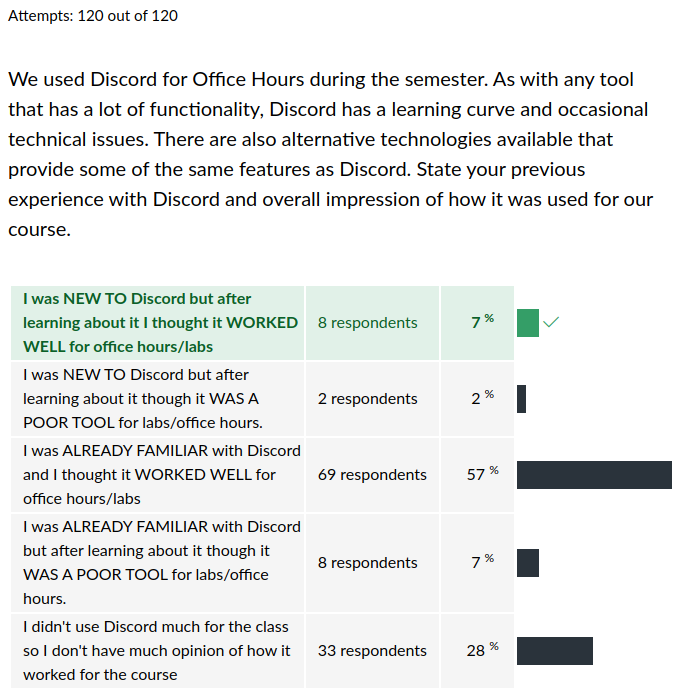 Attempts: 120 out of 120
We used Discord for Office Hours during the semester. As with any tool
that has a lot of functionality, Discord has a learning curve and occasional
technical issues. There are also alternative technologies available that
provide some of the same features as Discord. State your previous
experience with Discord and overall impression of how it was used for our
course.
I was NEW TO Discord but after
learning about it I thought it WORKED
WELL for office hours/labs
8 respondents
7 %
I was NEW TO Discord but after
learning about it though it WAS A
POOR TOOL for labs/office hours.
2 respondents
2 %
I was ALREADY FAMILIAR with Discord
and I thought it WORKED WELL for
office hours/labs
69 respondents
57 %
I was ALREADY FAMILIAR with Discord
but after learning about it though it
WAS A POOR TOOL for labs/office
hours.
8 respondents
7 %
I didn't use Discord much for the class
so I don't have much opinion of how it
worked for the course
33 respondents
28 %